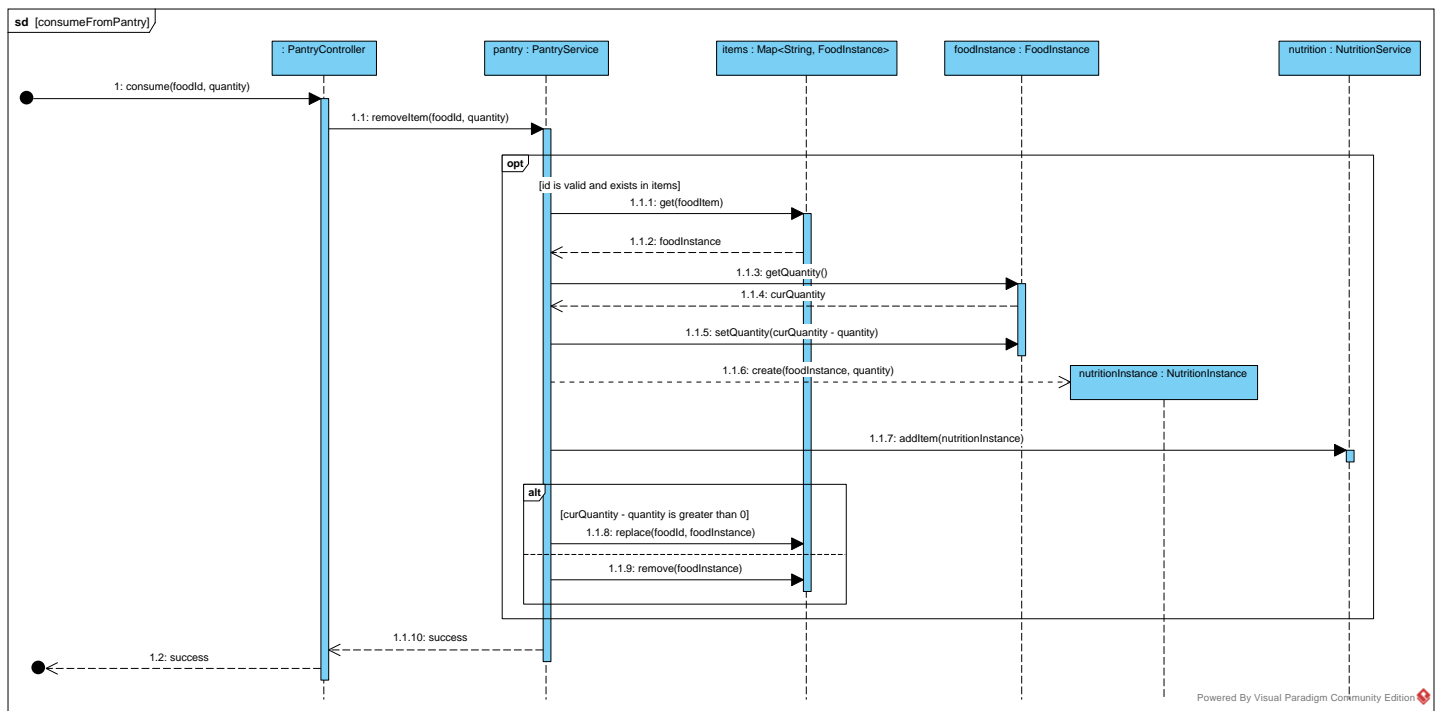 sd [consumeFromPantry]
: PantryController
pantry : PantryService
items : Map<String, FoodInstance>
foodInstance : FoodInstance
nutrition : NutritionService
1: consume(foodId, quantity)
1.1: removeItem(foodId, quantity)
opt
[id is valid and exists in items]
1.1.1: get(foodItem)
1.1.2: foodInstance
1.1.3: getQuantity()
1.1.4: curQuantity
1.1.5: setQuantity(curQuantity - quantity)
1.1.6: create(foodInstance, quantity)
nutritionInstance : NutritionInstance
1.1.7: addItem(nutritionInstance)
alt
[curQuantity - quantity is greater than 0]
1.1.8: replace(foodId, foodInstance)
1.1.9: remove(foodInstance)
1.1.10: success
1.2: success
Powered By Visual Paradigm Community Edition